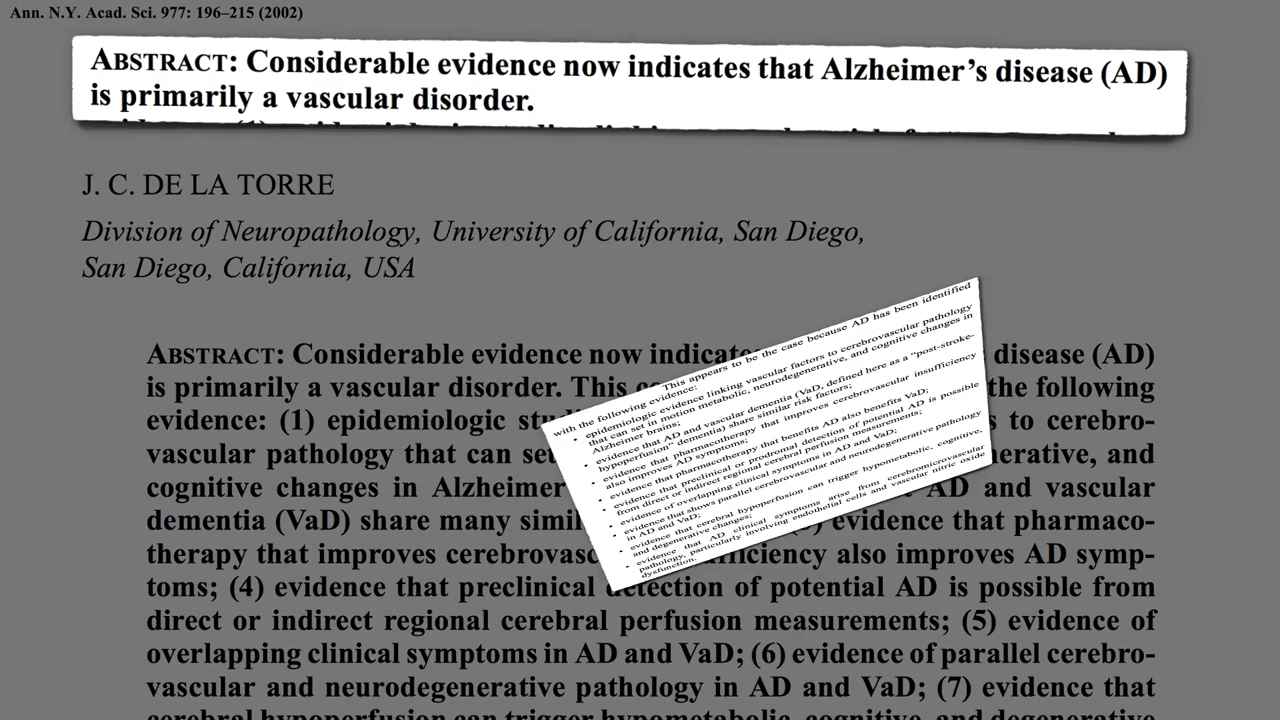 Ann. N.Y. Acad. Sci. 977: 196–215 (2002)
ABSTRACT: Considerable evidence now indicates that Alzheimer’s disease (AD)
is primarily a vascular disorder.
J. C. DE LA TORRE
Division of Neuropathology, University of California, San Diego,
San Diego, California, USA
ABSTRACT: Considerable evidence now indicates disease (AD)
is primarily a vascular disorder. This the following
evidence: (1) epidemiologic to cerebro-
vascular pathology that can set and
cognitive changes in Alzheimer AD and vascular
dementia (VaD) share many evidence that pharmaco-
therapy that improves also improves AD symp-
toms; (4) evidence that preclinical detection of potential AD is possible from
direct or indirect regional cerebral perfusion measurements; (5) evidence of
overlapping clinical symptoms in AD and VaD; (6) evidence of parallel cerebro-
vascular and neurodegenerative pathology in AD and VaD; (7) evidence that
cerebral hypoperfusion can trigger hypometabolic, cognitive, and degenerative
This appears to be the case because AD has been identified
with the following evidence:
• epidemiologic evidence linking vascular factors to cerebrovascular pathology
that can set in motion metabolic, neurodegenerative, and cognitive changes in
Alzheimer brains;
• evidence that AD and vascular dementia (VaD, defined here as a “post-stroke-
hypoperfusion” dementia) share similar risk factors;
• evidence that pharmacotherapy that improves cerebrovascular insufficiency
also improves AD symptoms;
• evidence that pharmacotherapy that benefits AD also benefits VaD;
• evidence that preclinical or prodromal detection of potential AD is possible
from direct or indirect regional cerebral perfusion measurements;
• evidence of overlapping clinical symptoms in AD and VaD;
• evidence that shows parallel cerebrovascular and neurodegenerative pathology
in AD and VaD;
• evidence that cerebral hypoperfusion can trigger hypometabolic, cognitive,
and degenerative changes;
• evidence that AD clinical symptoms arise from cerebromicrovascular
pathology, particularly involving endothelial cells and vascular nitric oxide
dysfunction.